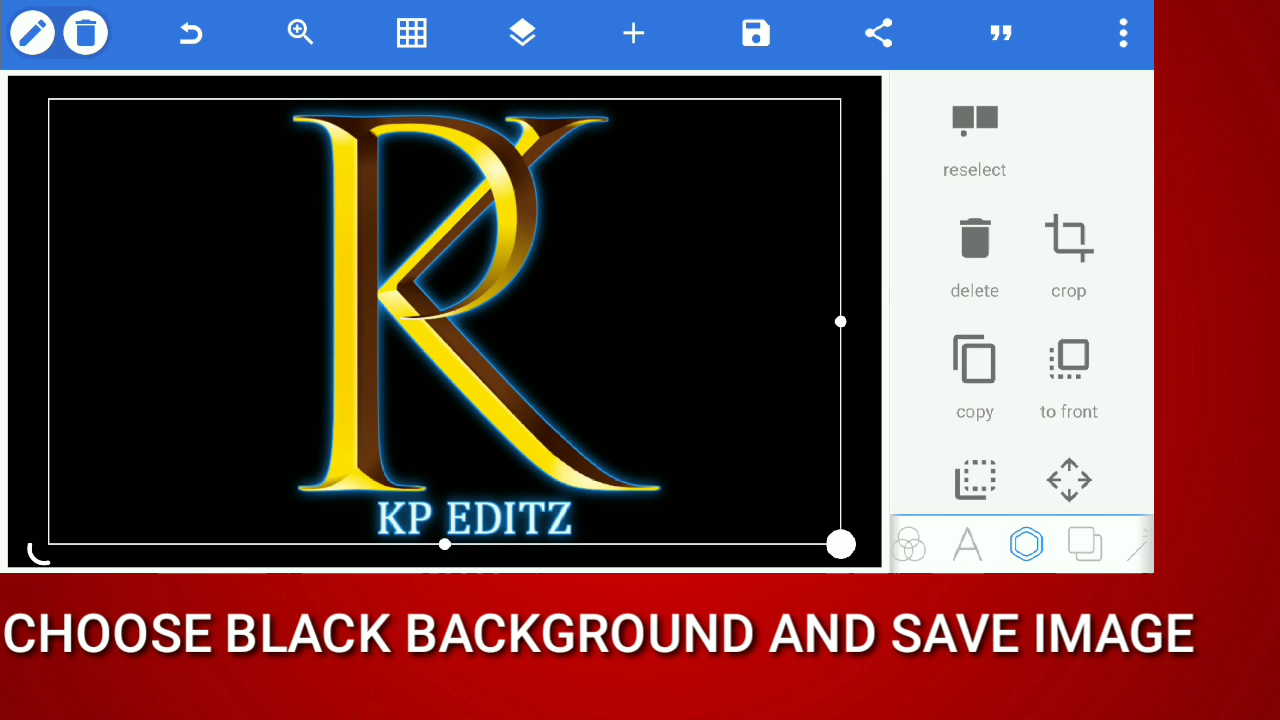 reselect
delete
crop
copy
to front
KP EDITZ
CHOOSE BLACK BACKGROUND AND SAVE IMAGE